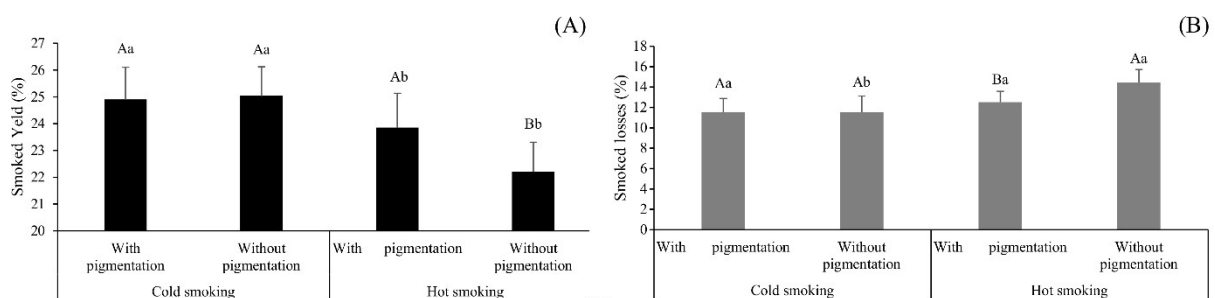 (A)
Smoked Yeld (%)
27
26
25
24
23
22
21
20
Aa
Aa
Ab
Bb
With pigmentation
Without pigmentation
With pigmentation
Without pigmentation
Cold smoking
Hot smoking
(B)
Smoked losses (%)
18
16
14
12
10
8
6
4
2
0
Aa
Ab
Ba
Aa
With pigmentation
Without pigmentation
With pigmentation
Without pigmentation
Cold smoking
Hot smoking